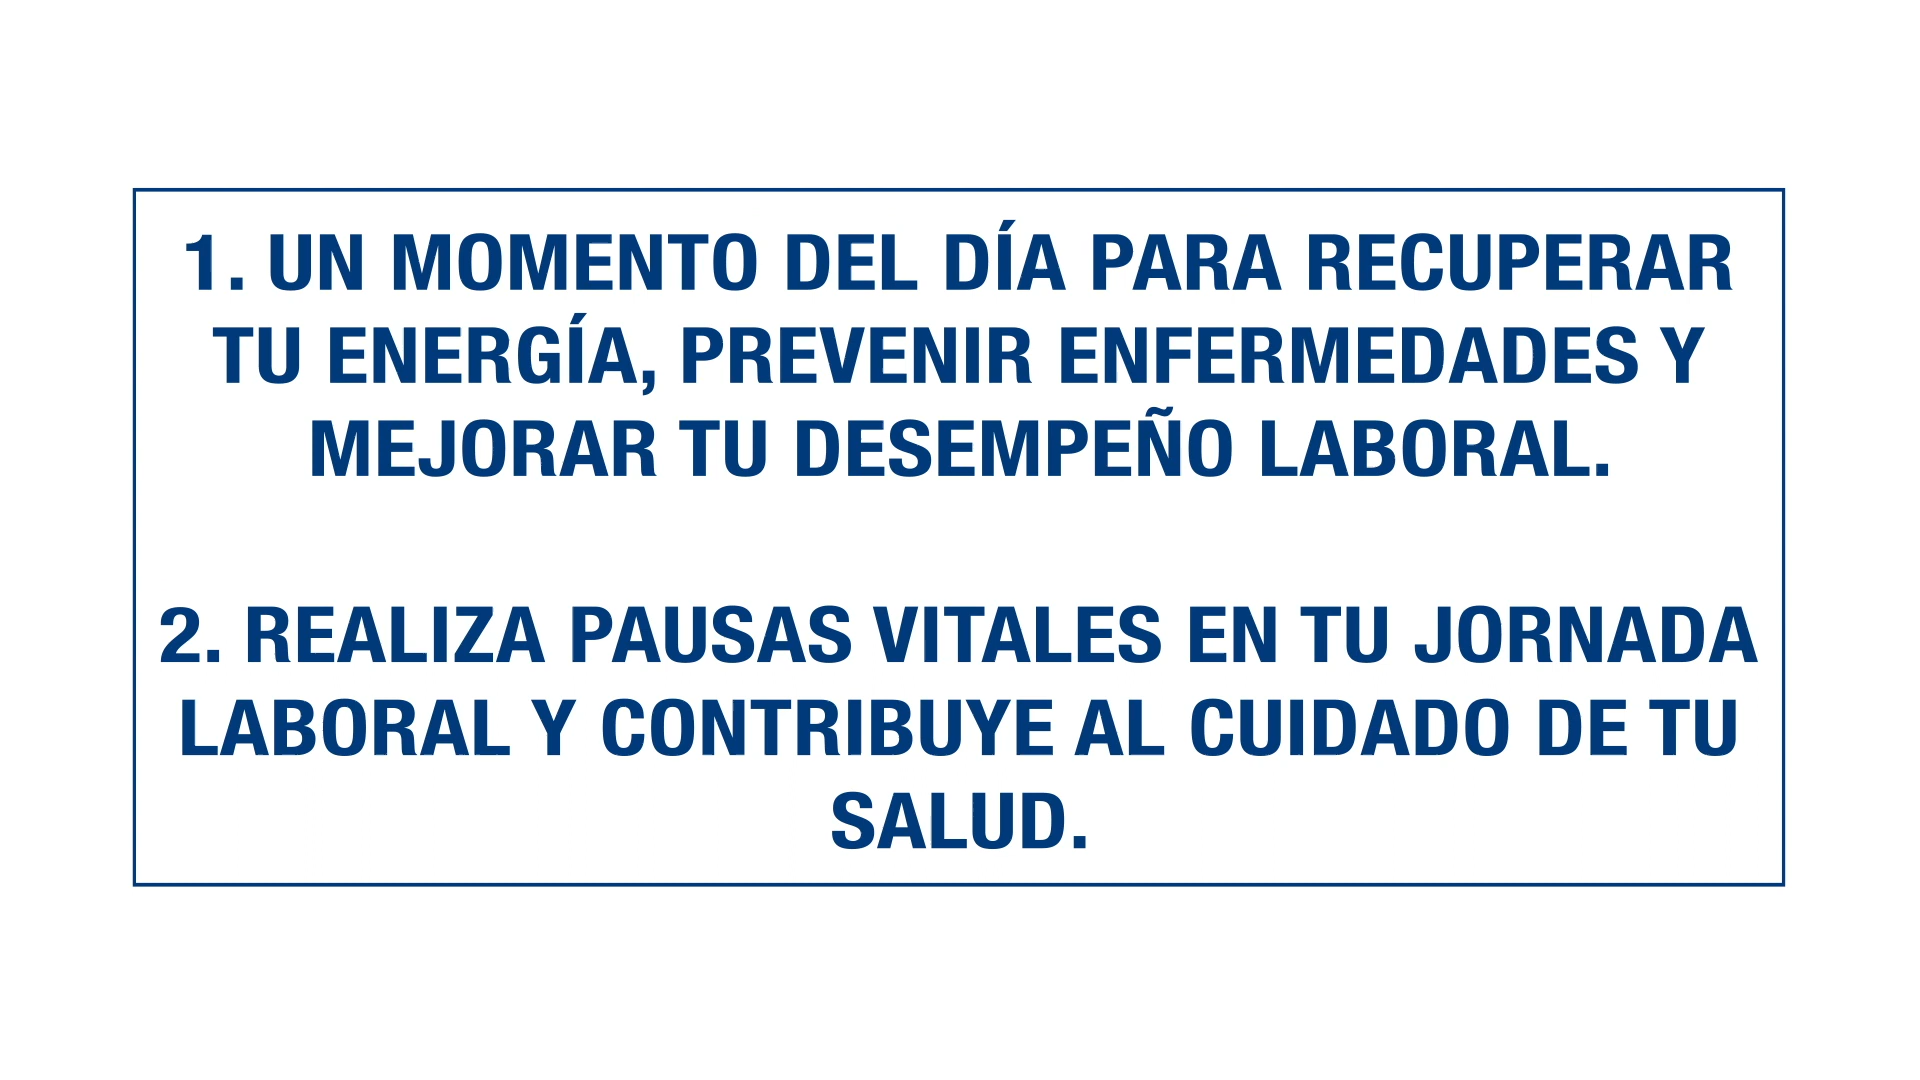 1. UN MOMENTO DEL DÍA PARA RECUPERAR
TU ENERGÍA, PREVENIR ENFERMEDADES Y
MEJORAR TU DESEMPEÑO LABORAL.
2. REALIZA PAUSAS VITALES EN TU JORNADA
LABORAL Y CONTRIBUYE AL CUIDADO DE TU
SALUD.